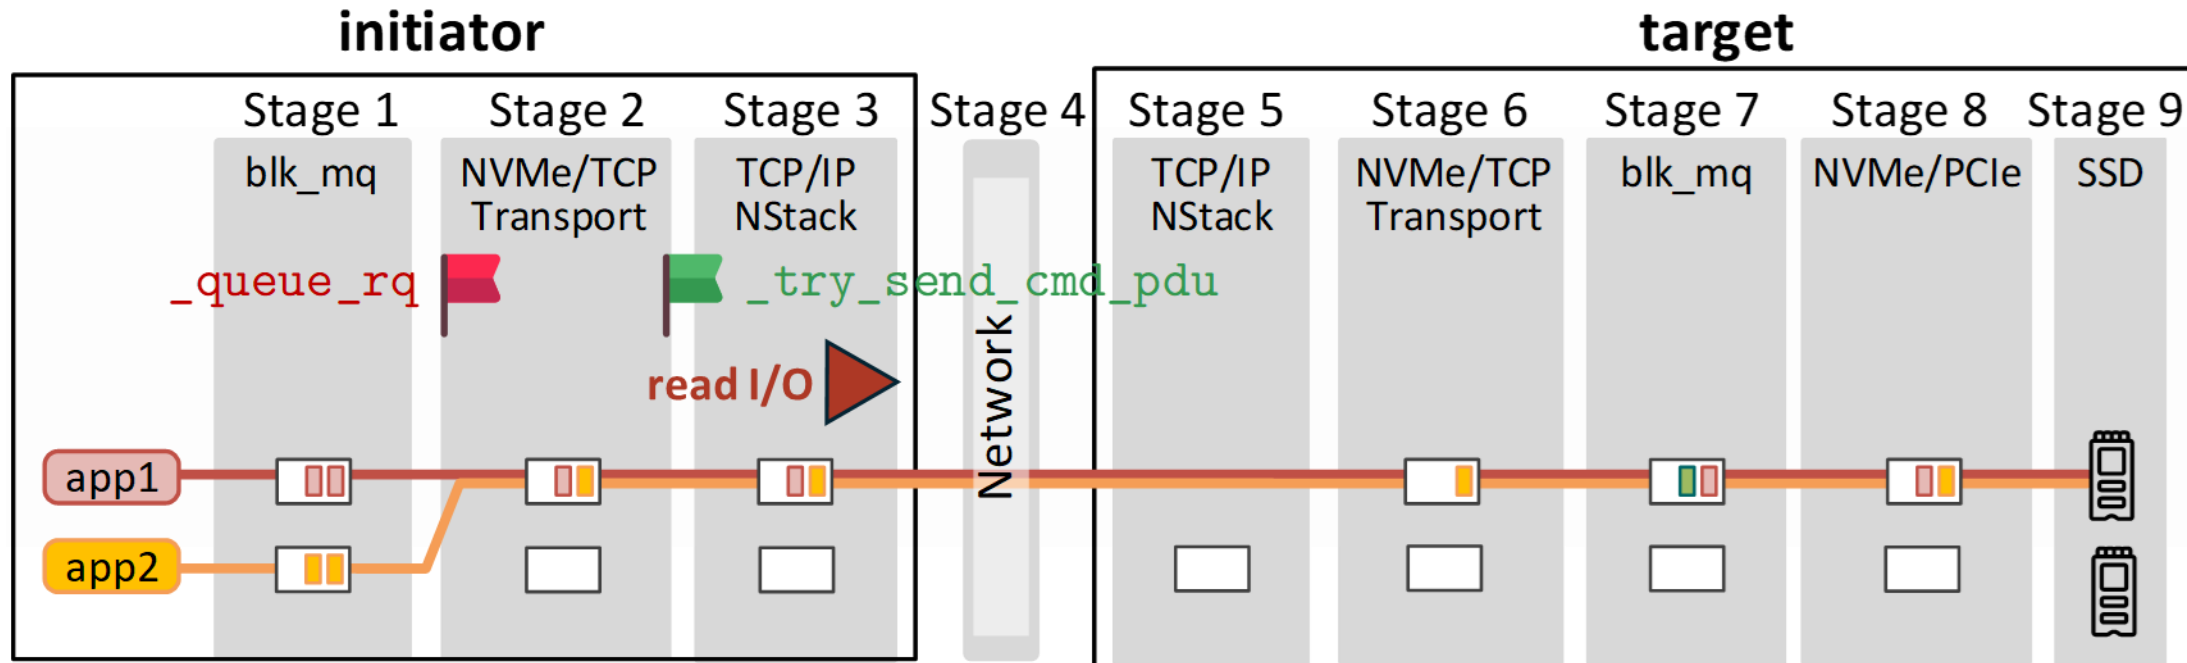 initiator
target
Stage 1
Stage 2
Stage 3
Stage 4
Stage 5
Stage 6
Stage 7
Stage 8
Stage 9
blk_mq
NVMe/TCP
Transport
TCP/IP
NStack
TCP/IP
NStack
NVMe/TCP
Transport
blk_mq
NVMe/PCIe
SSD
_queue_rq
_try_send_cmd_pdu
Network
read I/O
app1
app2